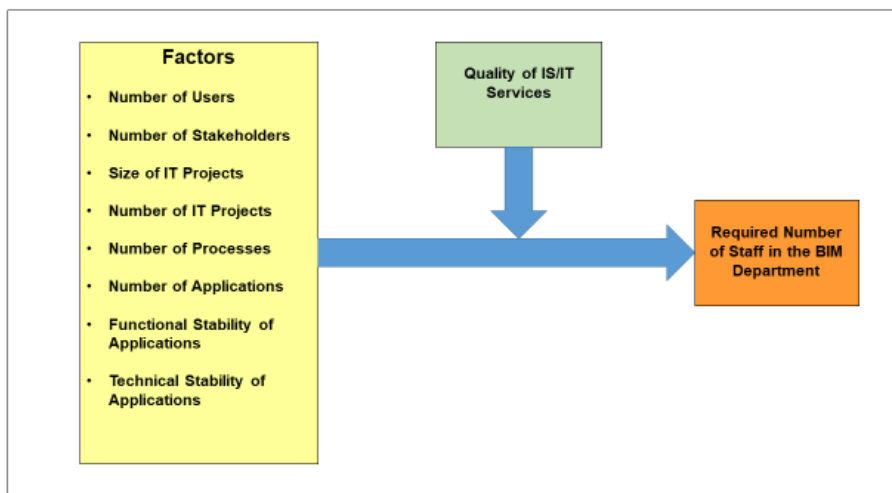 Factors
• Number of Users
• Number of Stakeholders
• Size of IT Projects
• Number of IT Projects
• Number of Processes
• Number of Applications
• Functional Stability of
Applications
• Technical Stability of
Applications
Quality of IS/IT
Services
Required Number
of Staff in the BIM
Department